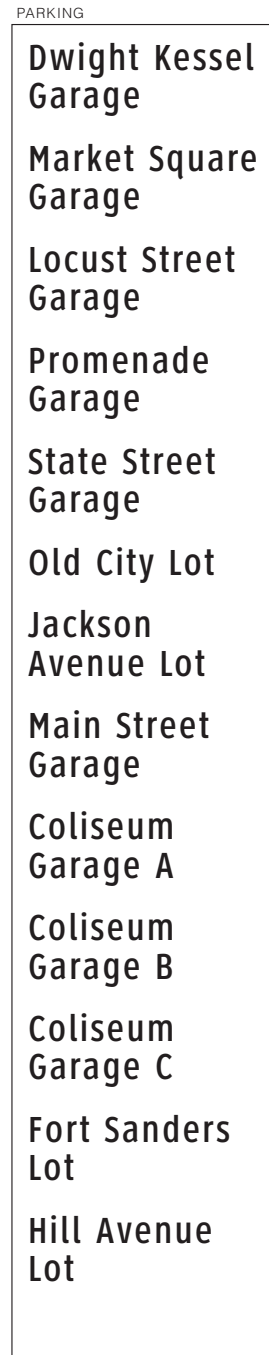 PARKING
Dwight Kessel
Garage
Market Square
Garage
Locust Street
Garage
Promenade
Garage
State Street
Garage
Old City Lot
Jackson
Avenue Lot
Main Street
Garage
Coliseum
Garage A
Coliseum
Garage B
Coliseum
Garage C
Fort Sanders
Lot
Hill Avenue
Lot